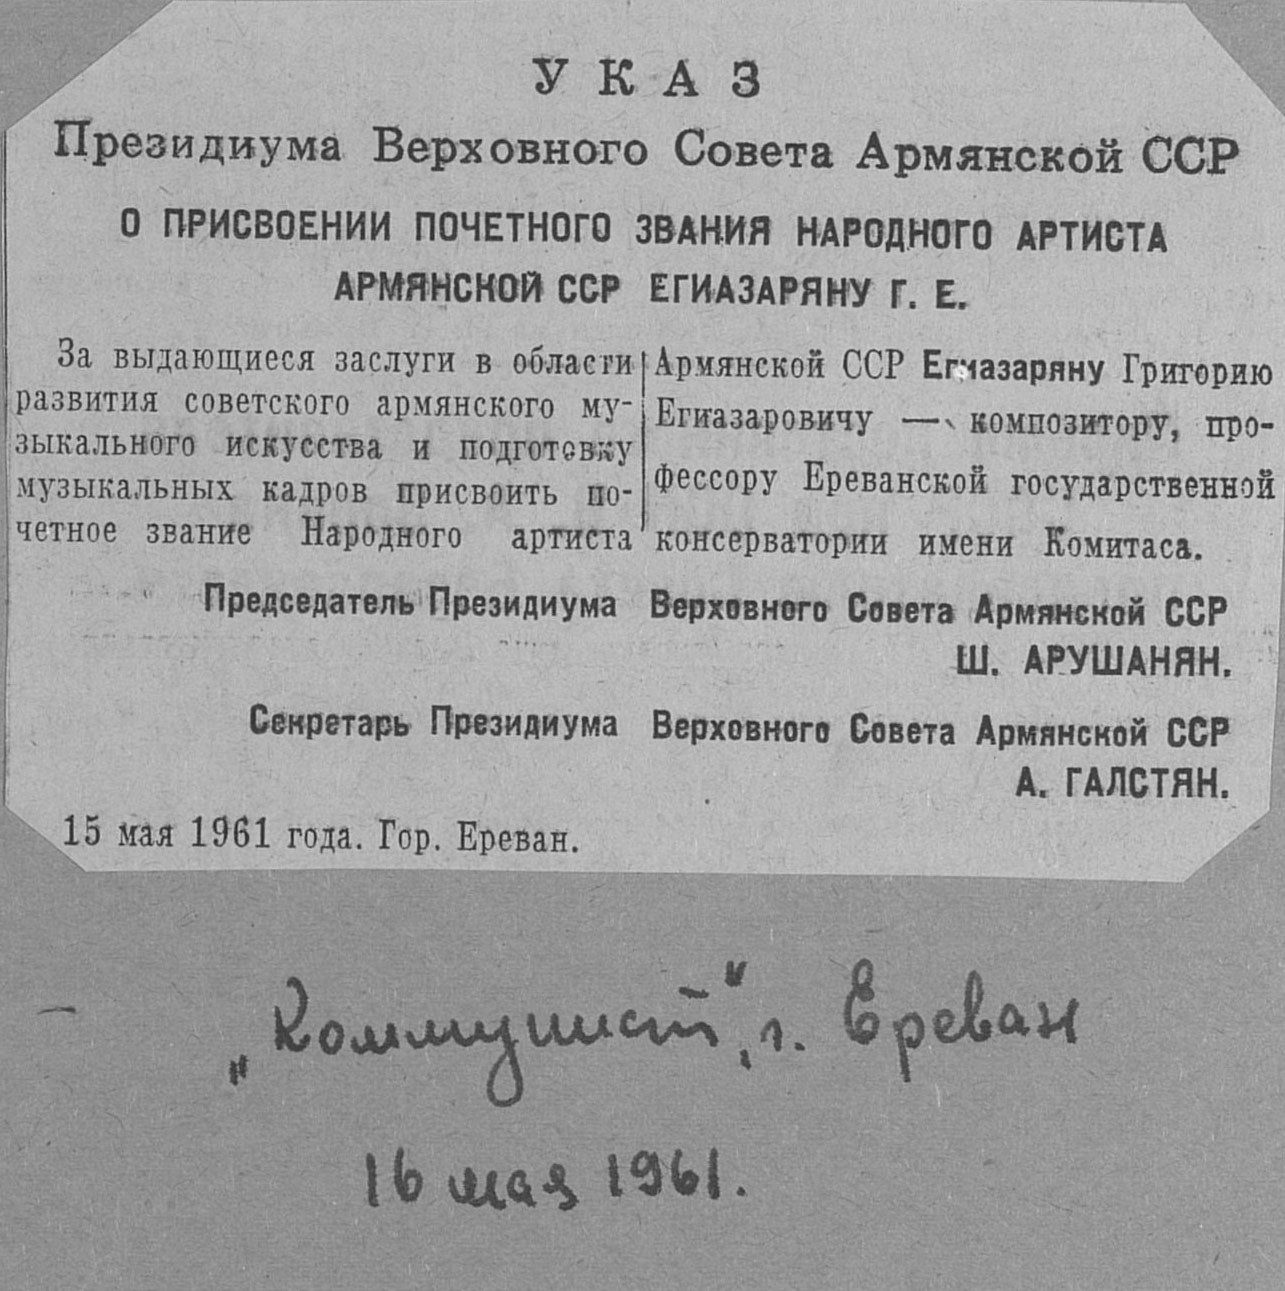 УКАЗ
Президиума Верховного Совета Армянской ССР
О ПРИСВОЕНИИ ПОЧЕТНОГО ЗВАНИЯ НАРОДНОГО АРТИСТА
АРМЯНСКОЙ ССР ЕГИАЗАРЯНУ Г. Е.
За выдающиеся заслуги в области
развития советского армянского му-
зыкального искусства и подготовку
музыкальных кадров присвоить по-
четное звание Народного артиста
Армянской ССР Егиазаряну Григорию
Егиазаровичу — композитору, про-
фессору Ереванской государственной
консерватории имени Комитаса.
Председатель Президиума Верховного Совета Армянской ССР
Ш. АРУШАНЯН.
Секретарь Президиума Верховного Совета Армянской ССР
А. ГАЛСТЯН.
15 мая 1961 года. Гор. Ереван.
— „Коммунист", г. Ереван
16 мая 1961.